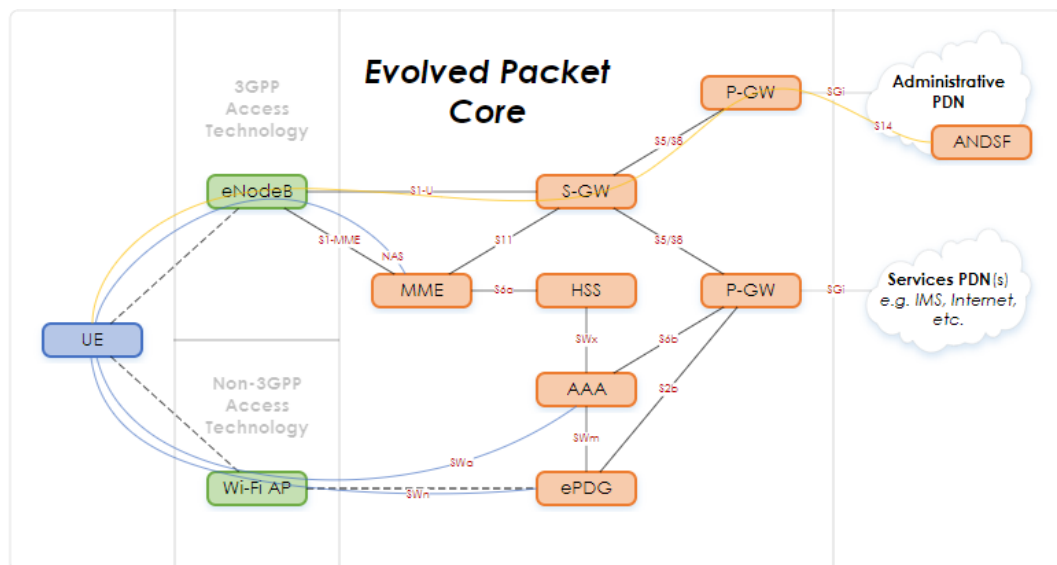 Evolved Packet
Core
3GPP
Access
Technology
P-GW
SGi
Administrative
PDN
S14
ANDSF
S5/S8
eNodeB
S1-U
S-GW
S1-MME
NAS
S11
S5/S8
MME
S6a
HSS
P-GW
SGi
Services PDN(s)
e.g. IMS, Internet,
etc.
UE
SWx
S6b
Non-3GPP
Access
Technology
AAA
S2b
SWm
SWa
Wi-Fi AP
SWn
ePDG